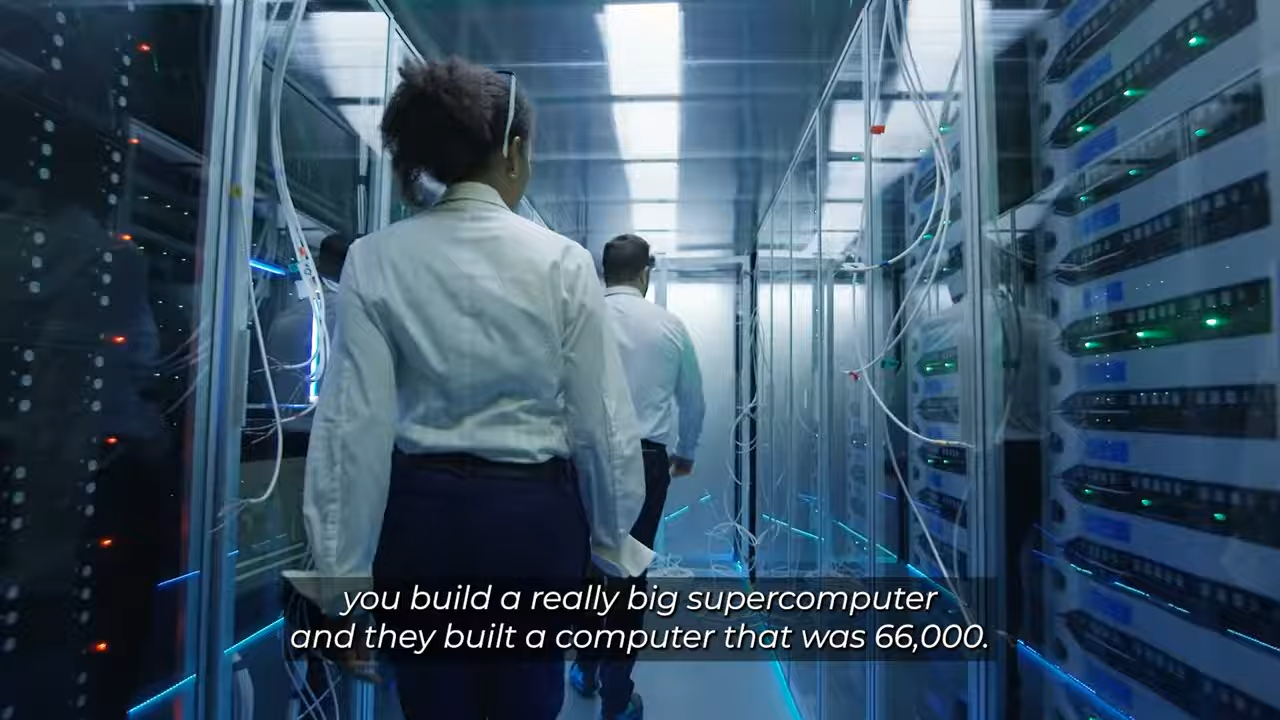 you build a really big supercomputer
and they built a computer that was 66,000.